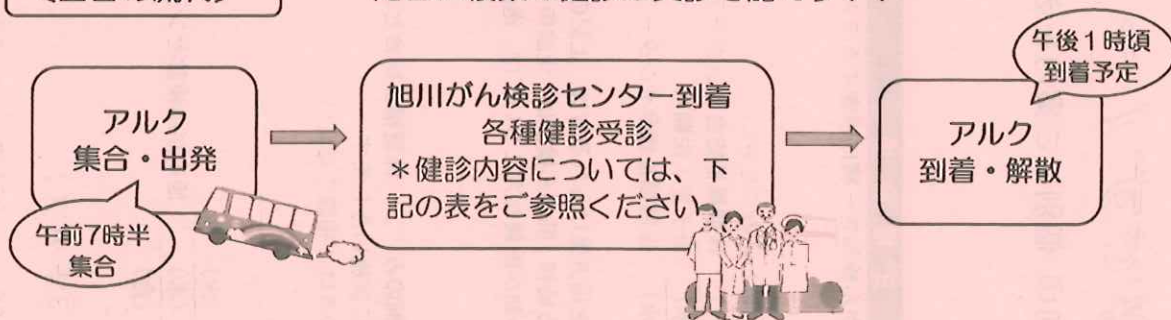 午後1時頃
到着予定
アルク
集合・出発
午前7時半
集合
旭川がん検診センター到着
各種健診受診
＊健診内容については、下
記の表をご参照ください
アルク
到着・解散